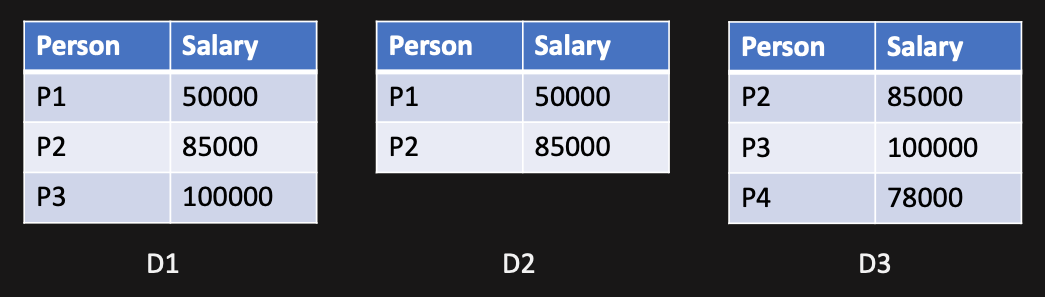 Person Salary
P1 50000
P2 85000
P3 100000
D1
Person Salary
P1 50000
P2 85000
D2
Person Salary
P2 85000
P3 100000
P4 78000
D3